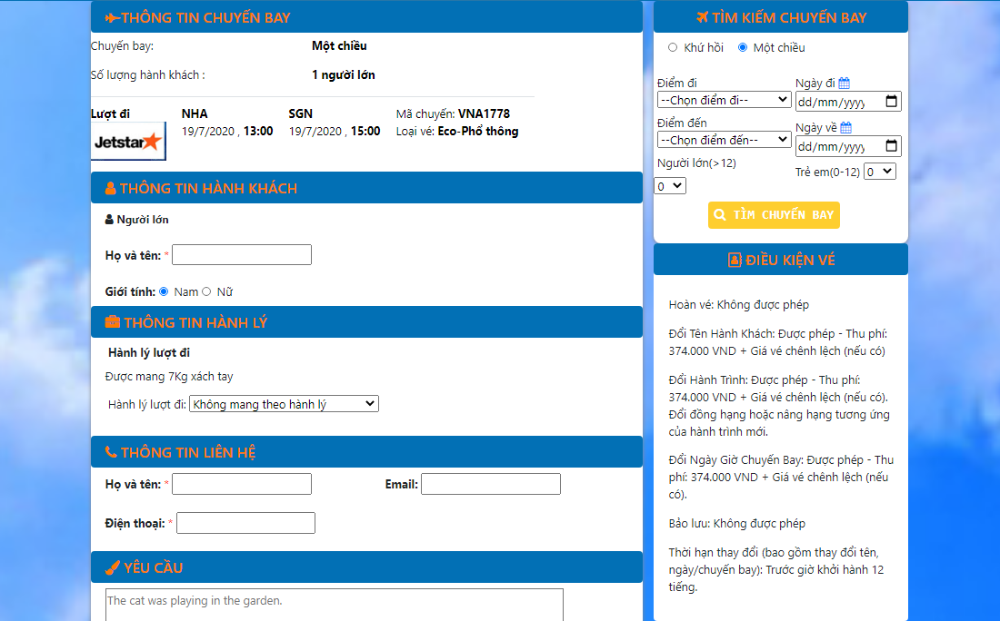 THÔNG TIN CHUYẾN BAY
Chuyến bay: Một chiều
Số lượng hành khách : 1 người lớn
Lượt đi NHA SGN Mã chuyến: VNA1778
19/7/2020 , 13:00 19/7/2020 , 15:00 Loại vé: Eco-Phổ thông
Jetstar
THÔNG TIN HÀNH KHÁCH
Người lớn
Họ và tên: *
Giới tính: Nam Nữ
THÔNG TIN HÀNH LÝ
Hành lý lượt đi
Được mang 7Kg xách tay
Hành lý lượt đi: Không mang theo hành lý
THÔNG TIN LIÊN HỆ
Họ và tên: * Email:
Điện thoại: *
YÊU CẦU
The cat was playing in the garden.
TÌM KIẾM CHUYẾN BAY
Khứ hồi Một chiều
Điểm đi Ngày đi
--Chọn điểm đi-- dd/mm/yyyy
Điểm đến Ngày về
--Chọn điểm đến-- dd/mm/yyyy
Người lớn(>12) Trẻ em(0-12) 0
0
TÌM CHUYẾN BAY
ĐIỀU KIỆN VÉ
Hoàn vé: Không được phép
Đổi Tên Hành Khách: Được phép - Thu phí:
374.000 VND + Giá vé chênh lệch (nếu có)
Đổi Hành Trình: Được phép - Thu phí:
374.000 VND + Giá vé chênh lệch (nếu có).
Đổi đồng hạng hoặc nâng hạng tương ứng
của hành trình mới.
Đổi Ngày Giờ Chuyến Bay: Được phép - Thu
phí: 374.000 VND + Giá vé chênh lệch (nếu
có).
Bảo lưu: Không được phép
Thời hạn thay đổi (bao gồm thay đổi tên,
ngày/chuyến bay): Trước giờ khởi hành 12
tiếng.